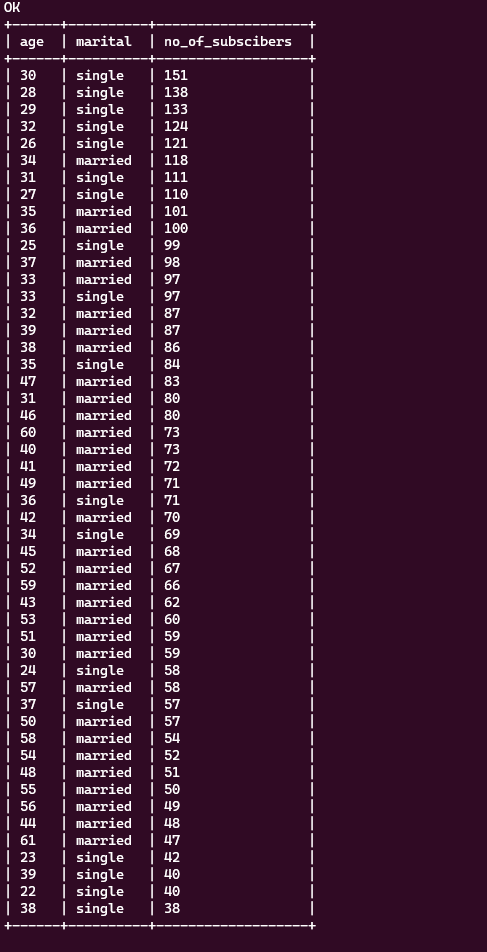 OK
+------+----------+-------------------+
| age  | marital  | no_of_subscibers  |
+------+----------+-------------------+
| 30   | single   | 151               |
| 28   | single   | 138               |
| 29   | single   | 133               |
| 32   | single   | 124               |
| 26   | single   | 121               |
| 34   | married  | 118               |
| 31   | single   | 111               |
| 27   | single   | 110               |
| 35   | married  | 101               |
| 36   | married  | 100               |
| 25   | single   | 99                |
| 37   | married  | 98                |
| 33   | married  | 97                |
| 33   | single   | 97                |
| 32   | married  | 87                |
| 39   | married  | 87                |
| 38   | married  | 86                |
| 35   | single   | 84                |
| 47   | married  | 83                |
| 31   | married  | 80                |
| 46   | married  | 80                |
| 60   | married  | 73                |
| 40   | married  | 73                |
| 41   | married  | 72                |
| 49   | married  | 71                |
| 36   | single   | 71                |
| 42   | married  | 70                |
| 34   | single   | 69                |
| 45   | married  | 68                |
| 52   | married  | 67                |
| 59   | married  | 66                |
| 43   | married  | 62                |
| 53   | married  | 60                |
| 51   | married  | 59                |
| 30   | married  | 59                |
| 24   | single   | 58                |
| 57   | married  | 58                |
| 37   | single   | 57                |
| 50   | married  | 57                |
| 58   | married  | 54                |
| 54   | married  | 52                |
| 48   | married  | 51                |
| 55   | married  | 50                |
| 56   | married  | 49                |
| 44   | married  | 48                |
| 61   | married  | 47                |
| 23   | single   | 42                |
| 39   | single   | 40                |
| 22   | single   | 40                |
| 38   | single   | 38                |
+------+----------+-------------------+